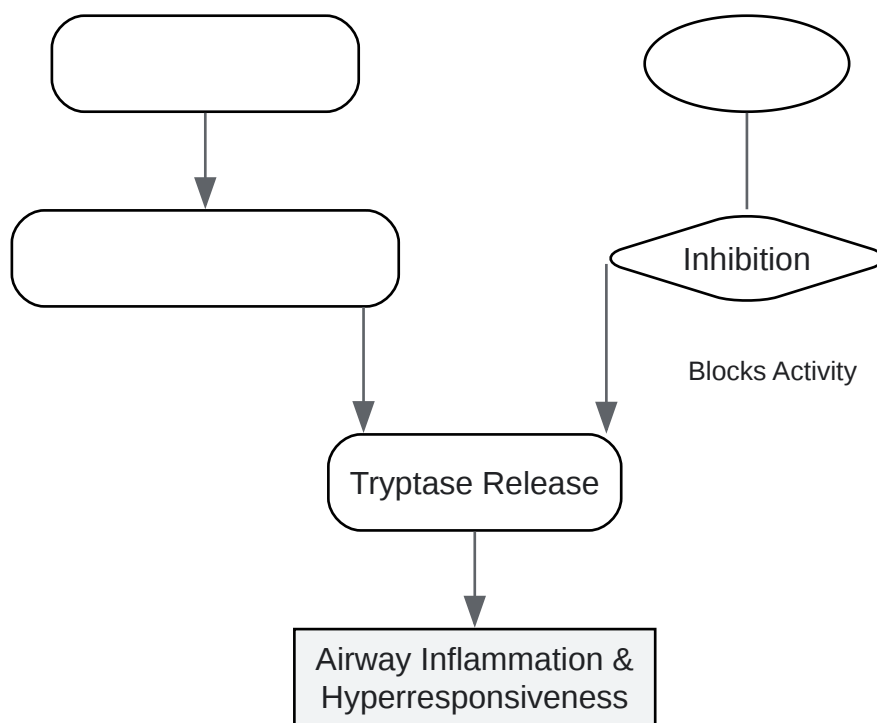 Inhibition
Blocks Activity
Tryptase Release
Airway Inflammation &
Hyperresponsiveness